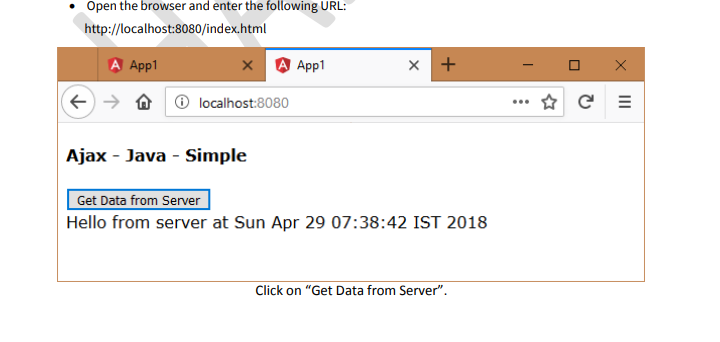 • Open the browser and enter the following URL:
http://localhost:8080/index.html
App1
App1
localhost:8080
Ajax - Java - Simple
Get Data from Server
Hello from server at Sun Apr 29 07:38:42 IST 2018
Click on “Get Data from Server”.